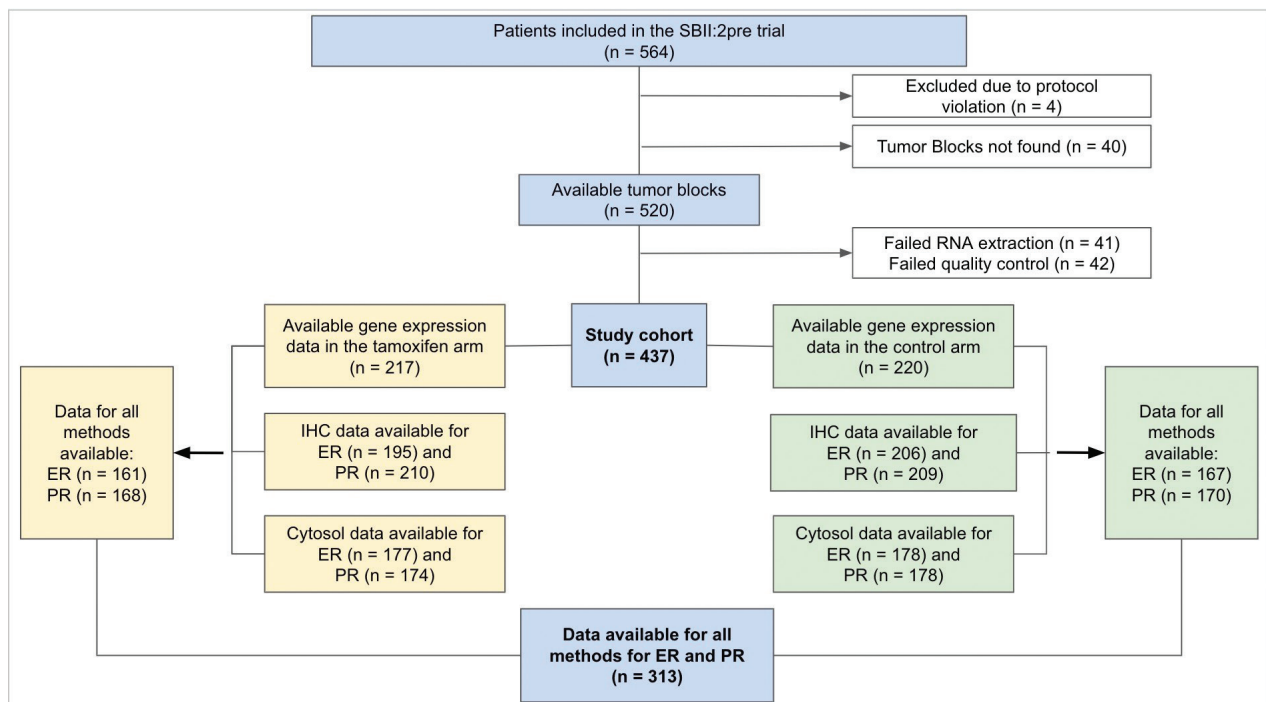 Patients included in the SBII:2pre trial
(n = 564)
Excluded due to protocol
violation (n = 4)
Tumor Blocks not found (n = 40)
Available tumor blocks
(n = 520)
Failed RNA extraction (n = 41)
Failed quality control (n = 42)
Available gene expression
data in the tamoxifen arm
(n = 217)
Study cohort
(n = 437)
Available gene expression
data in the control arm
(n = 220)
Data for all
methods
available:
ER (n = 161)
PR (n = 168)
IHC data available for
ER (n = 195) and
PR (n = 210)
IHC data available for
ER (n = 206) and
PR (n = 209)
Data for all
methods
available:
ER (n = 167)
PR (n = 170)
Cytosol data available for
ER (n = 177) and
PR (n = 174)
Cytosol data available for
ER (n = 178) and
PR (n = 178)
Data available for all
methods for ER and PR
(n = 313)